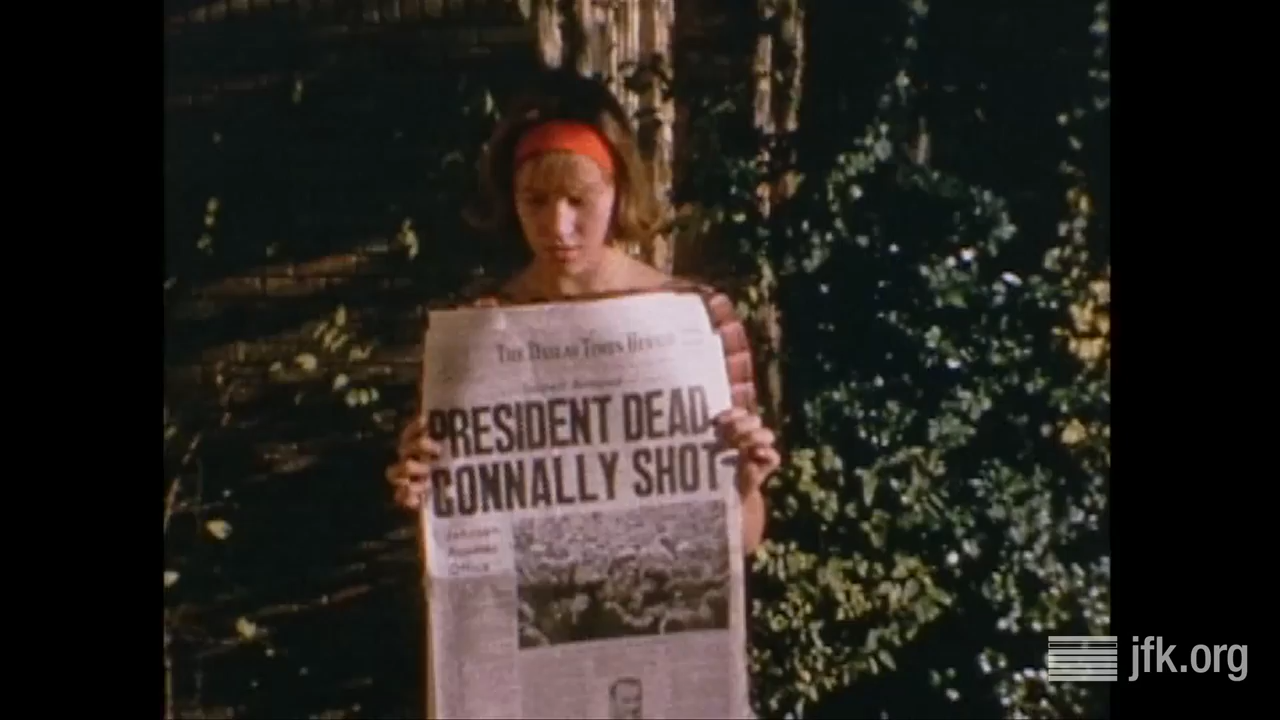 THE DALLAS TIMES HERALD
PRESIDENT DEAD,
CONNALLY SHOT
Johnson
Assumes
Office
jfk.org